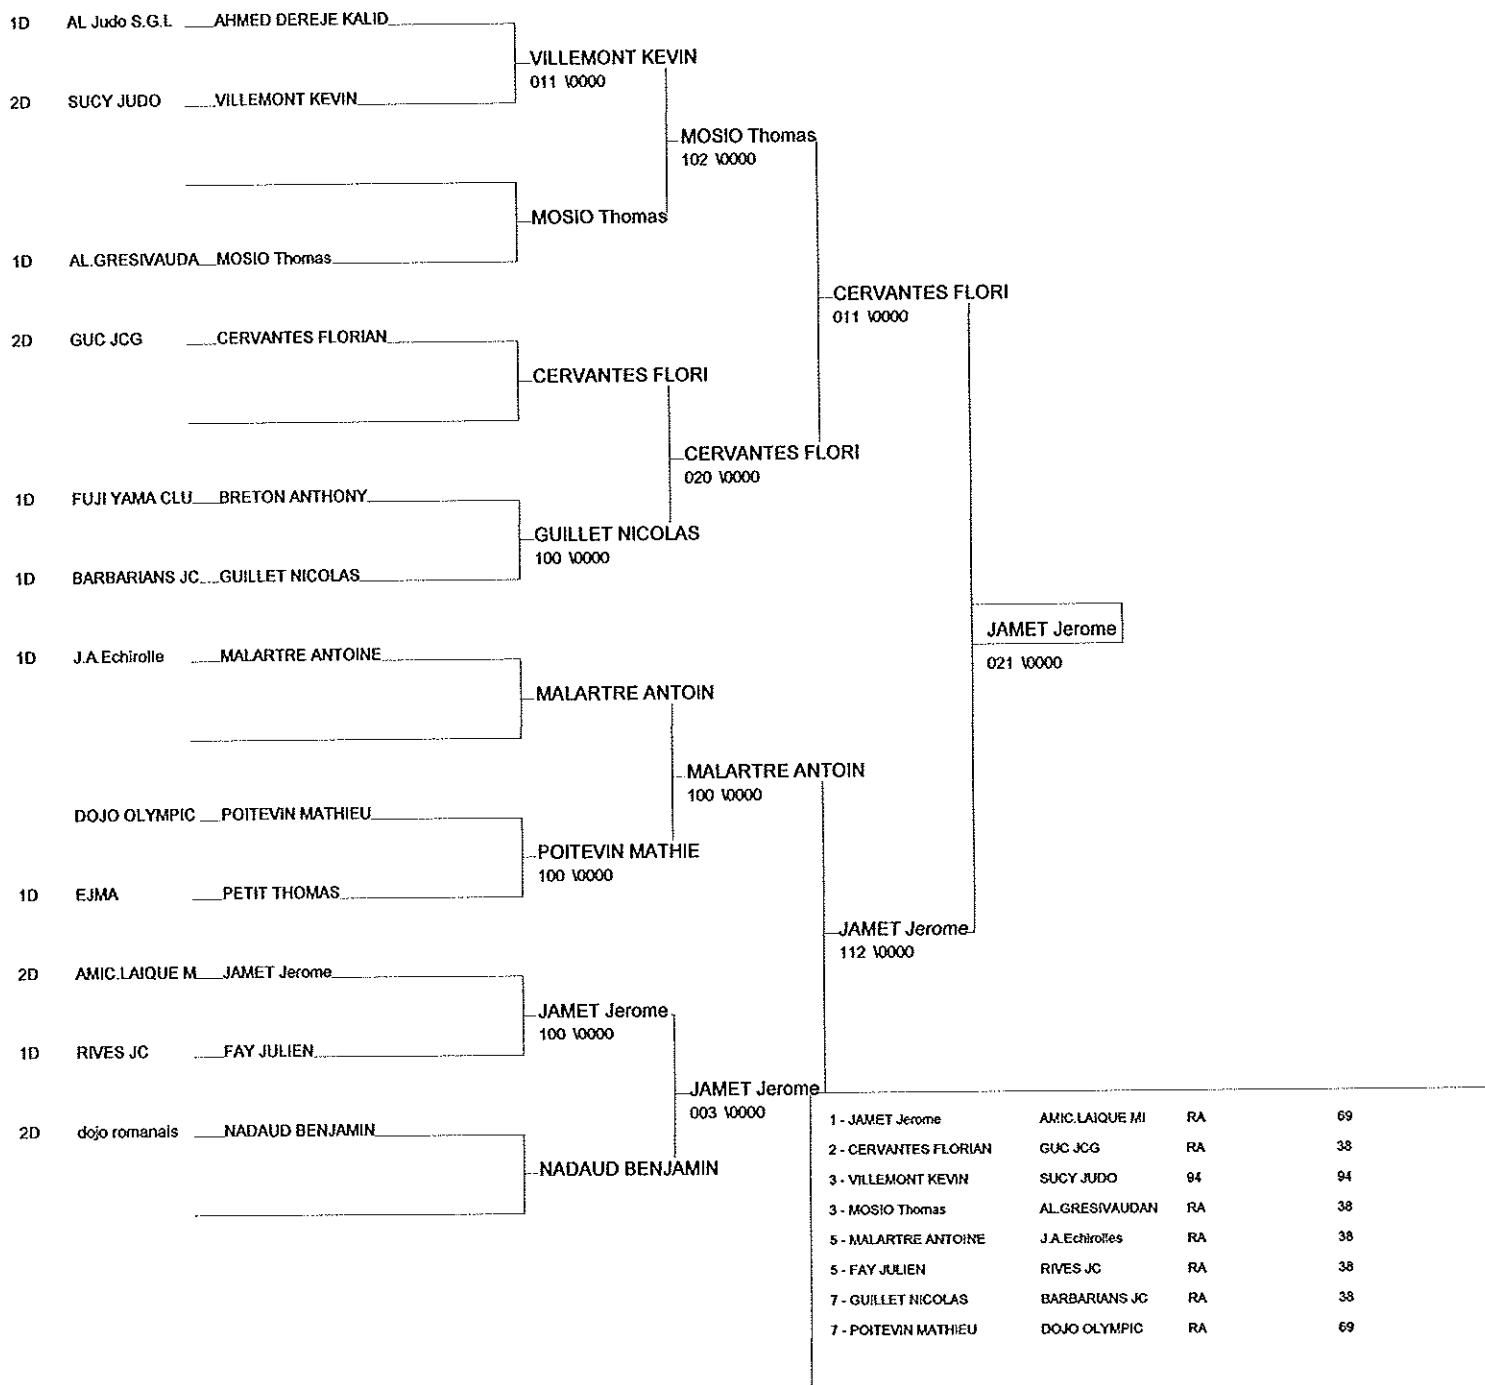 1D AL Judo S.G.L AHMED DEREJE KALID
VILLEMONT KEVIN
011 \0000
2D SUCY JUDO VILLEMONT KEVIN
MOSIO Thomas
102 \0000
MOSIO Thomas
1D AL.GRESIVAUDA MOSIO Thomas
CERVANTES FLORI
011 \0000
2D GUC JCG CERVANTES FLORIAN
CERVANTES FLORI
CERVANTES FLORI
020 \0000
1D FUJI YAMA CLU BRETON ANTHONY
GUILLET NICOLAS
100 \0000
1D BARBARIANS JC GUILLET NICOLAS
JAMET Jerome
021 \0000
1D J.A.Echirolle MALARTRE ANTOINE
MALARTRE ANTOIN
MALARTRE ANTOIN
100 \0000
DOJO OLYMPIC POITEVIN MATHIEU
POITEVIN MATHIE
100 \0000
1D EJMA PETIT THOMAS
JAMET Jerome
112 \0000
2D AMIC.LAIQUE M JAMET Jerome
JAMET Jerome
100 \0000
1D RIVES JC FAY JULIEN
JAMET Jerome
003 \0000
2D dojo romanais NADAUD BENJAMIN
NADAUD BENJAMIN
1 - JAMET Jerome AMIC.LAIQUE MI RA 69
2 - CERVANTES FLORIAN GUC JCG RA 38
3 - VILLEMONT KEVIN SUCY JUDO 94 94
3 - MOSIO Thomas AL.GRESIVAUDAN RA 38
5 - MALARTRE ANTOINE J.A.Echirolles RA 38
5 - FAY JULIEN RIVES JC RA 38
7 - GUILLET NICOLAS BARBARIANS JC RA 38
7 - POITEVIN MATHIEU DOJO OLYMPIC RA 69